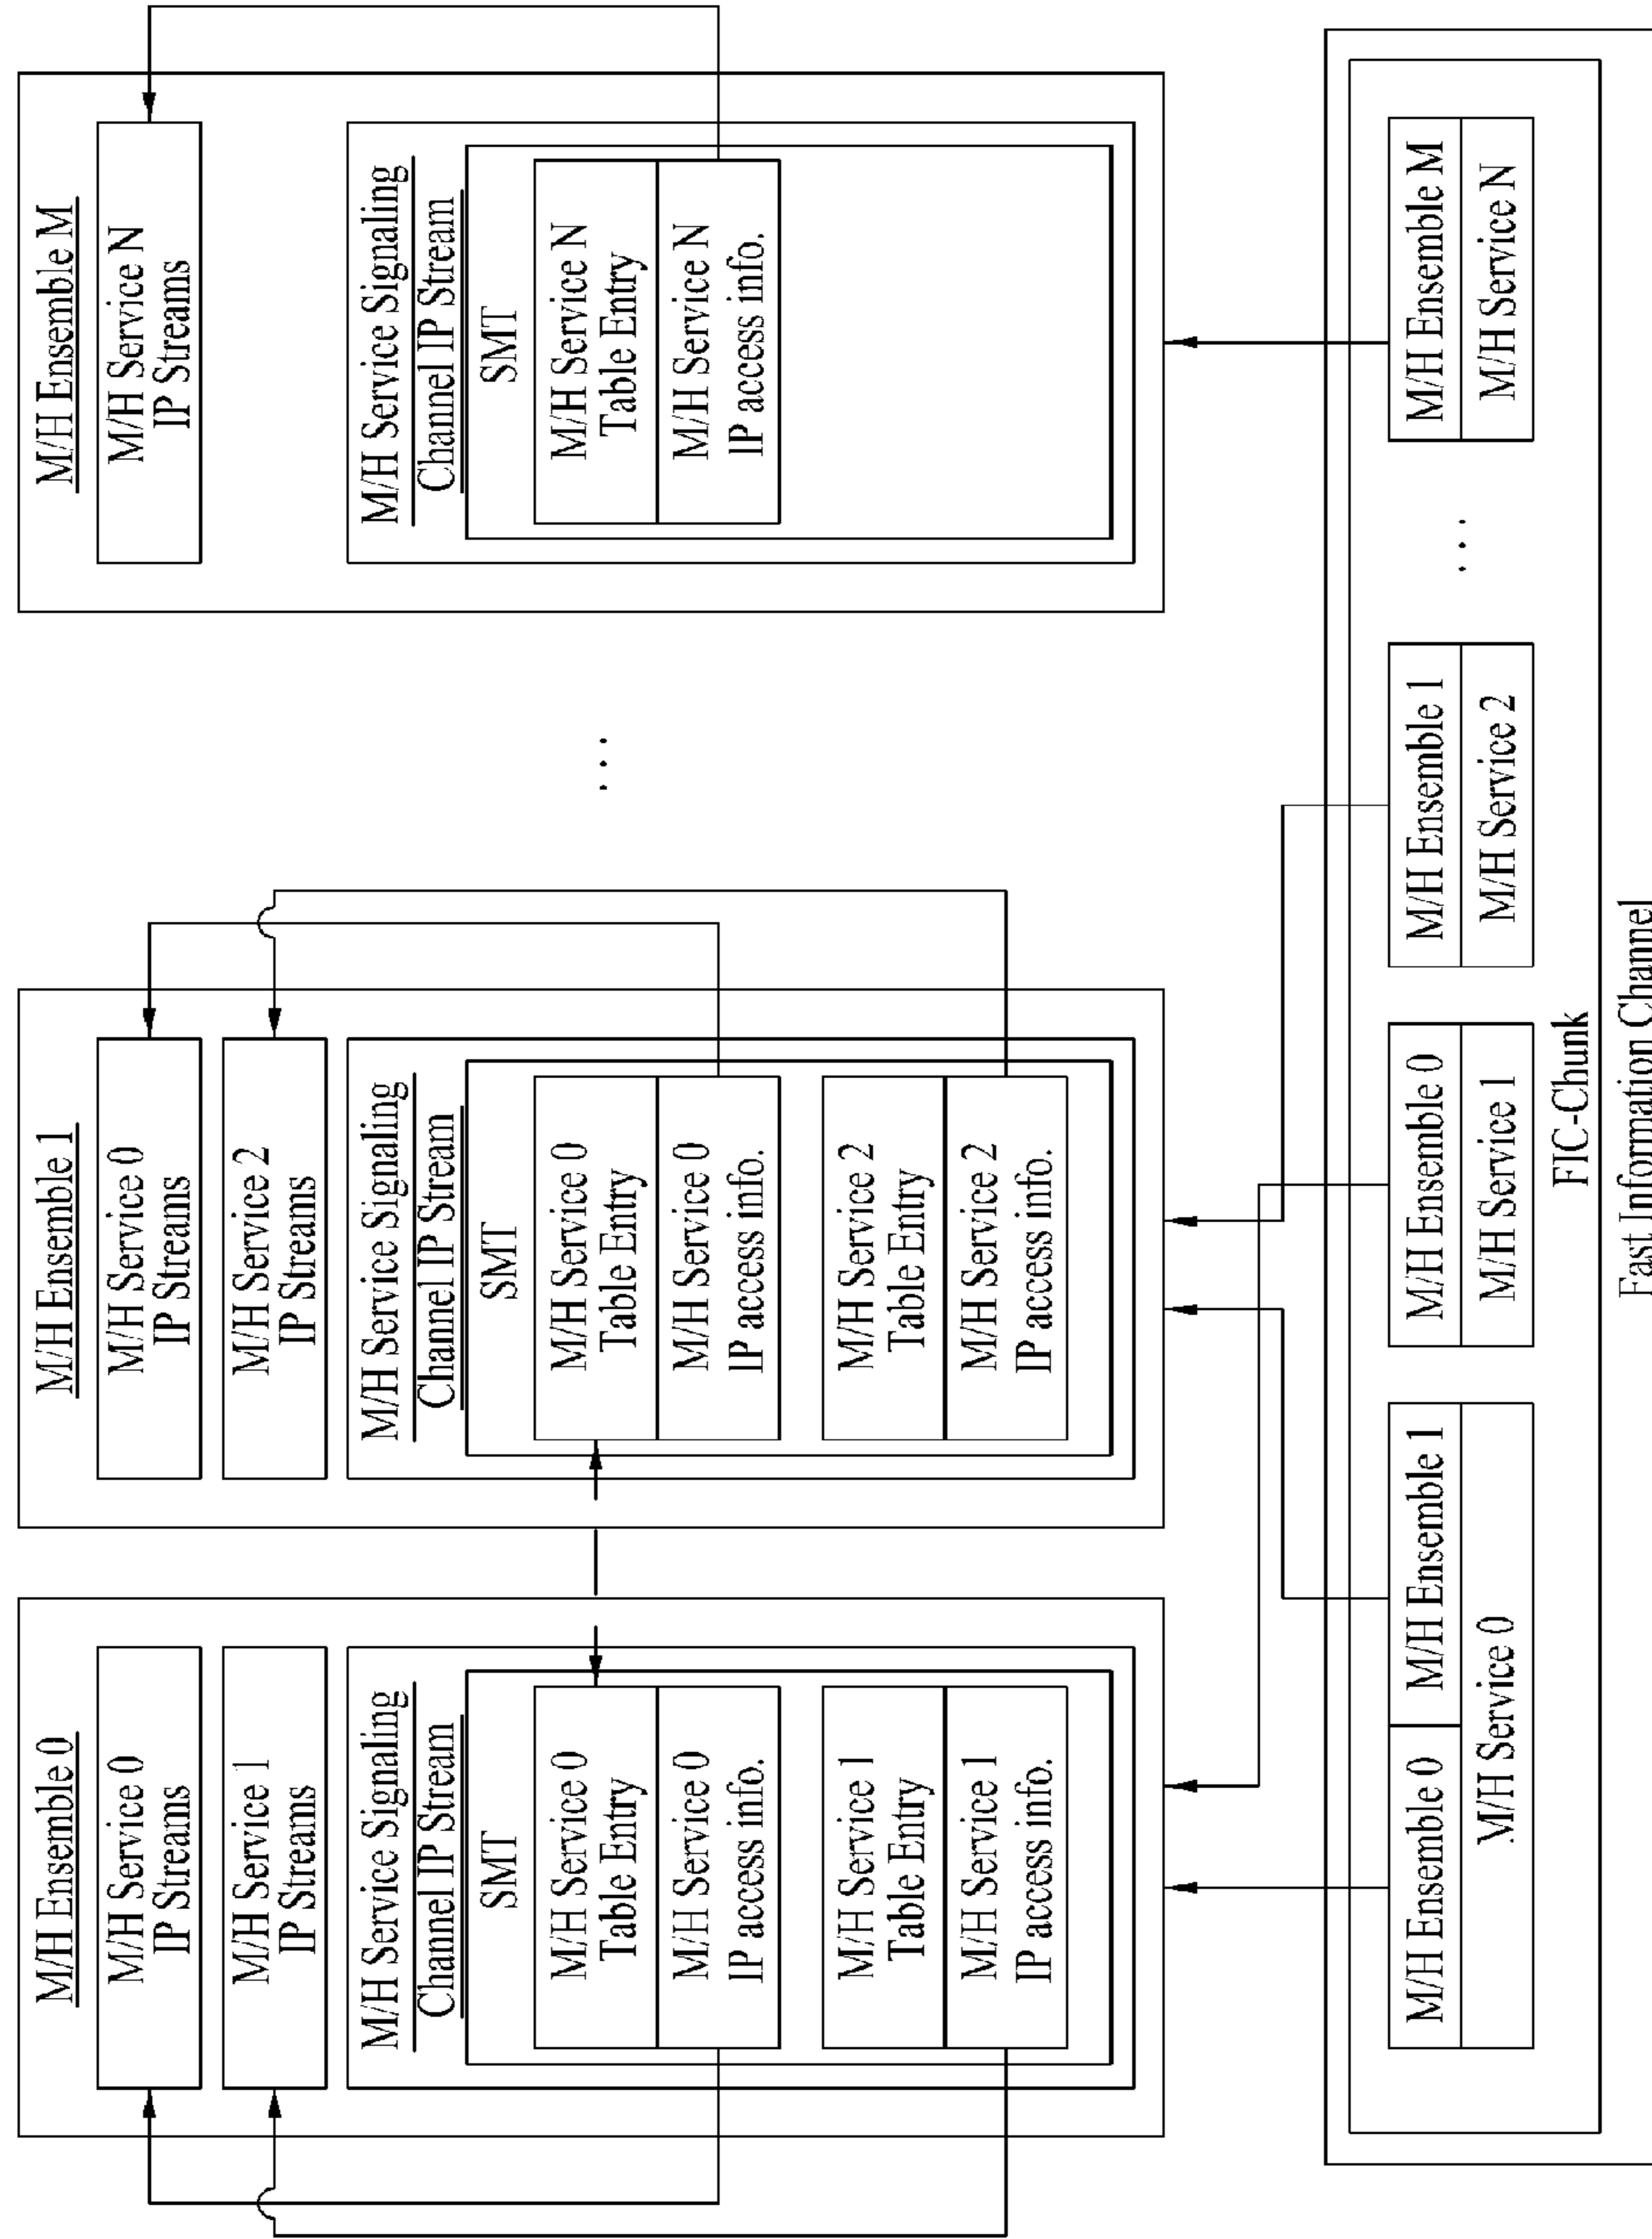 M/H Ensemble 0
M/H Service 0
IP Streams
M/H Service 1
IP Streams
M/H Service Signaling
Channel IP Stream
SMT
M/H Service 0
Table Entry
M/H Service 0
IP access info.
M/H Service 1
Table Entry
M/H Service 1
IP access info.
M/H Ensemble 1
M/H Service 0
IP Streams
M/H Service 2
IP Streams
M/H Service Signaling
Channel IP Stream
SMT
M/H Service 0
Table Entry
M/H Service 0
IP access info.
M/H Service 2
Table Entry
M/H Service 2
IP access info.
...
M/H Ensemble M
M/H Service N
IP Streams
M/H Service Signaling
Channel IP Stream
SMT
M/H Service N
Table Entry
M/H Service N
IP access info.
M/H Ensemble 0
M/H Ensemble 1
M/H Service 0
M/H Ensemble 0
M/H Service 1
M/H Ensemble 1
M/H Service 2
...
M/H Ensemble M
M/H Service N
FIC-Chunk
Fast Information Channel